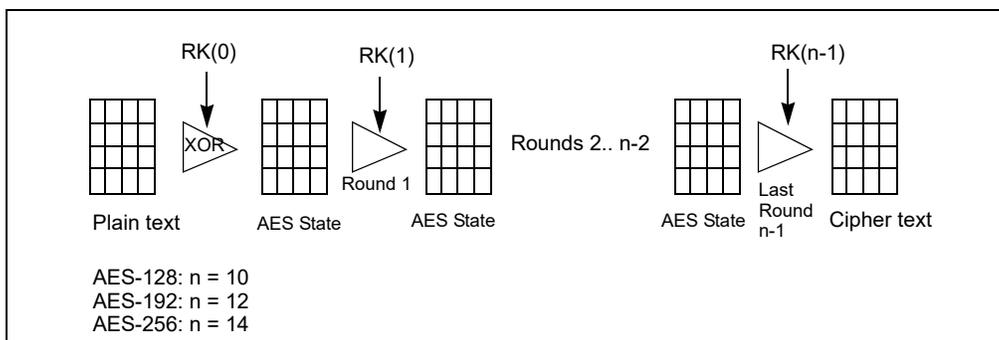 RK(0)
RK(1)
RK(n-1)
XOR
Round 1
Rounds 2.. n-2
Last
Round
n-1
Plain text
AES State
AES State
AES State
Cipher text
AES-128: n = 10
AES-192: n = 12
AES-256: n = 14